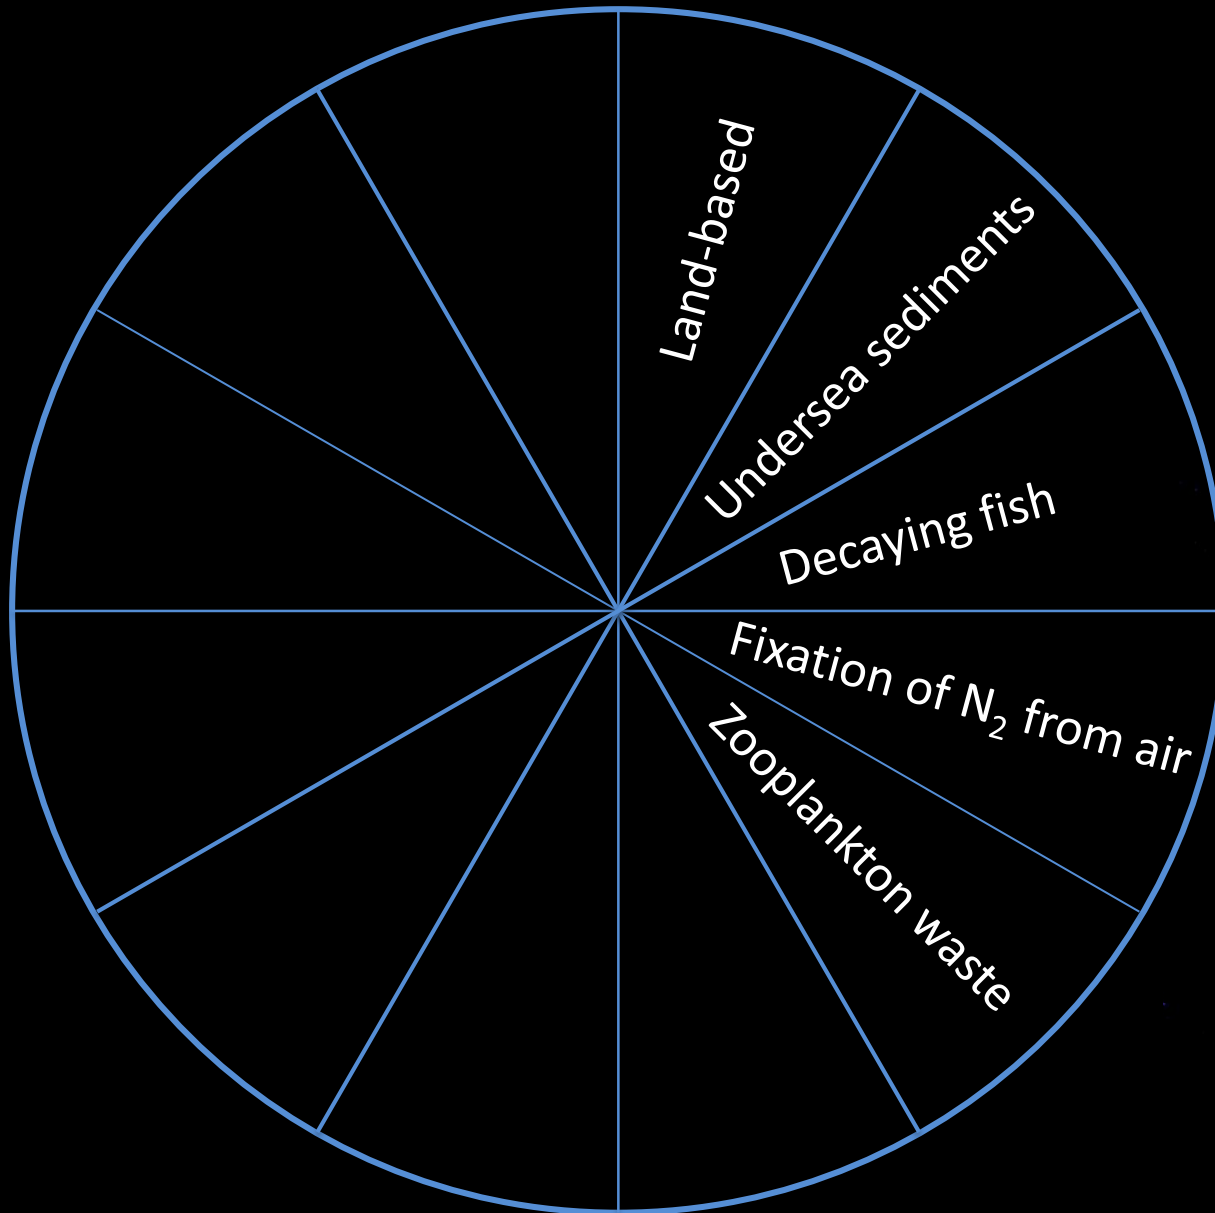 Land-based
Undersea sediments
Decaying fish
Fixation of N₂ from air
Zooplankton waste